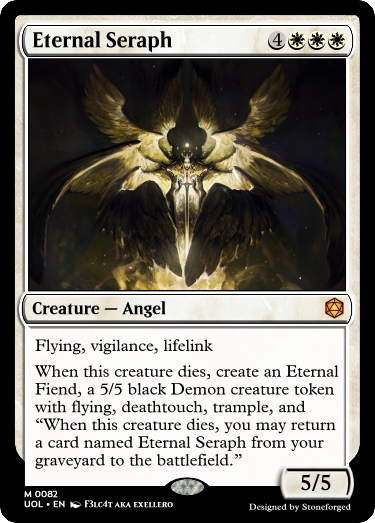 Eternal Seraph 4
Creature — Angel
Flying, vigilance, lifelink
When this creature dies, create an Eternal
Fiend, a 5/5 black Demon creature token
with flying, deathtouch, trample, and
“When this creature dies, you may return
a card named Eternal Seraph from your
graveyard to the battlefield.”
5/5
M 0082
UOL • EN F3LC4T AKA EXELLERO
Designed by Stoneforged